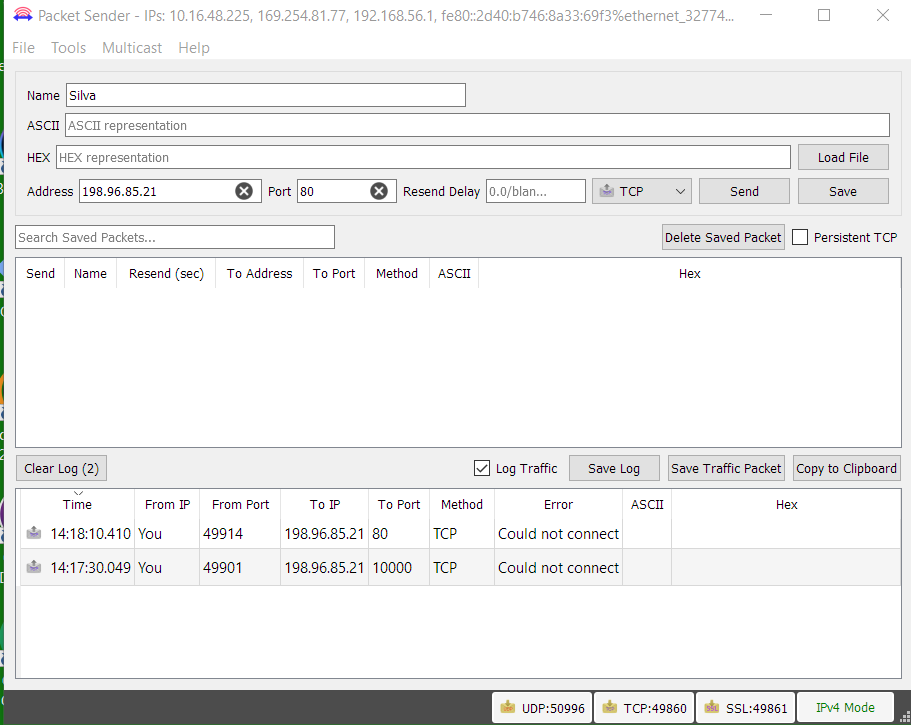 Packet Sender - IPs: 10.16.48.225, 169.254.81.77, 192.168.56.1, fe80::2d40:b746:8a33:69f3%ethernet_32774...
File Tools Multicast Help
Name Silva
ASCII ASCII representation
HEX HEX representation Load File
Address 198.96.85.21 Port 80 Resend Delay 0.0/blan... TCP Send Save
Search Saved Packets... Delete Saved Packet Persistent TCP
Send Name Resend (sec) To Address To Port Method ASCII Hex
Clear Log (2) Log Traffic Save Log Save Traffic Packet Copy to Clipboard
Time From IP From Port To IP To Port Method Error ASCII Hex
14:18:10.410 You 49914 198.96.85.21 80 TCP Could not connect
14:17:30.049 You 49901 198.96.85.21 10000 TCP Could not connect
UDP:50996 TCP:49860 SSL:49861 IPv4 Mode